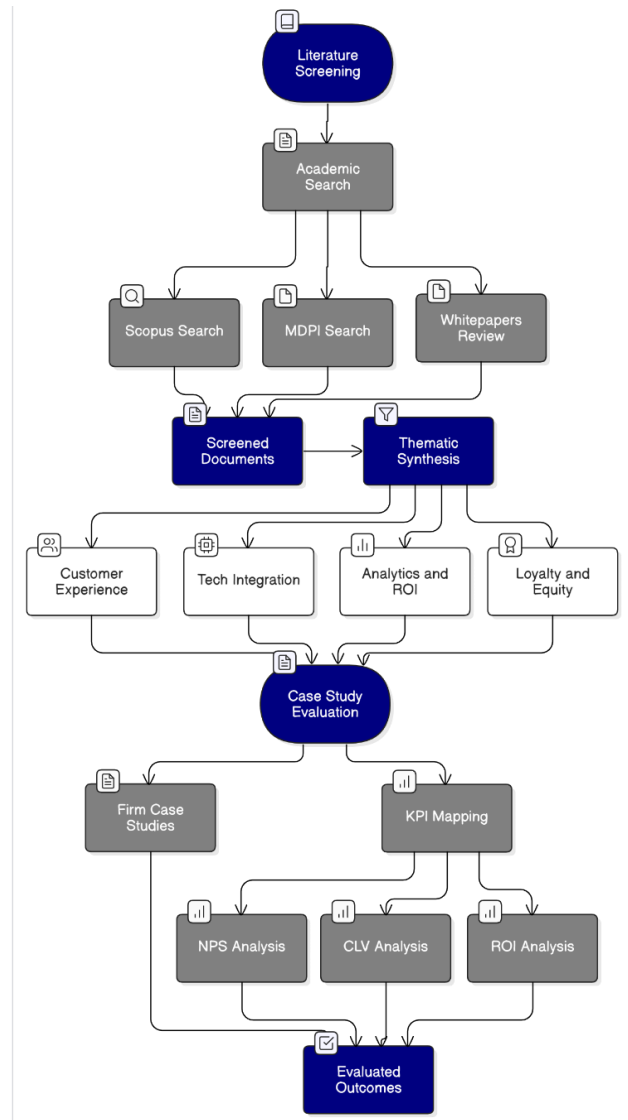 Literature
Screening
Academic
Search
Scopus Search
MDPI Search
Whitepapers
Review
Screened
Documents
Thematic
Synthesis
Customer
Experience
Tech Integration
Analytics and
ROI
Loyalty and
Equity
Case Study
Evaluation
Firm Case
Studies
KPI Mapping
NPS Analysis
CLV Analysis
ROI Analysis
Evaluated
Outcomes